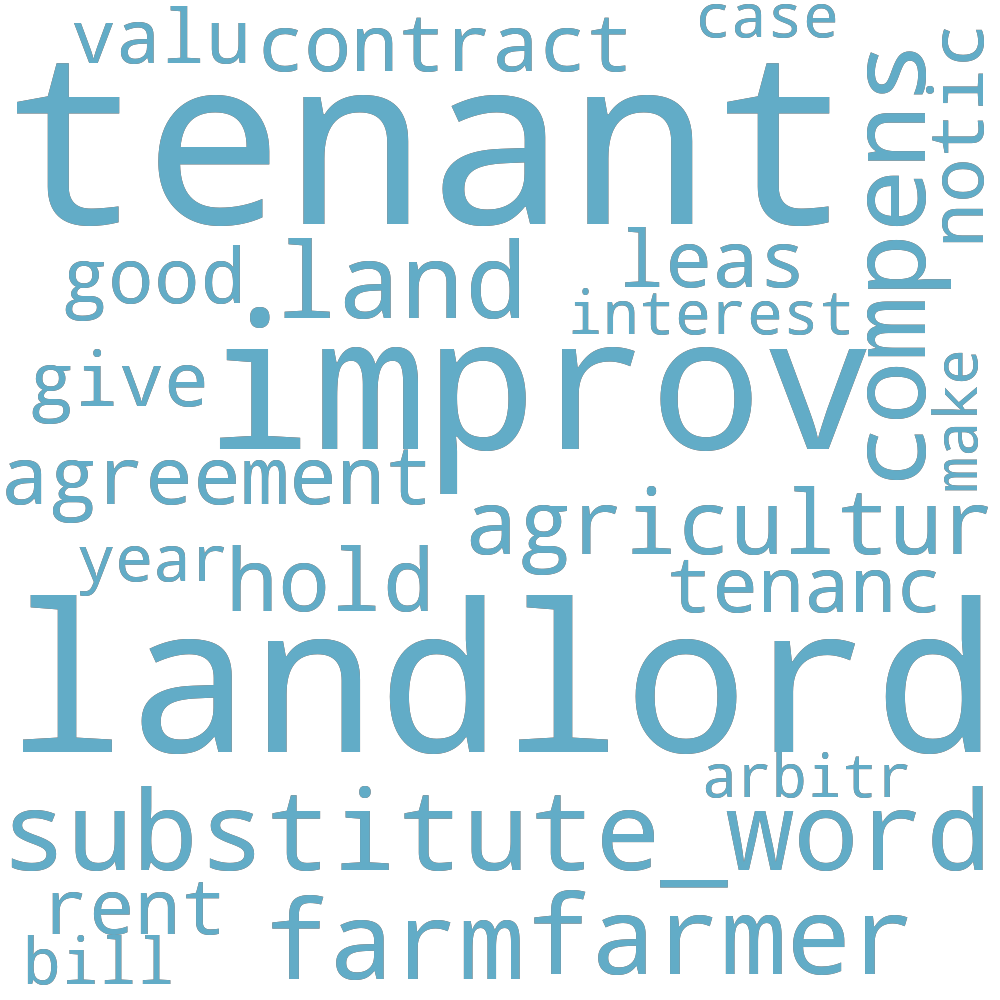 case
valu contract
notic
tenant
compens
good land leas
interest
improv
give
make
agreement
agricultur
year hold
tenanc
landlord
arbitr
substitute_word
rent
farm farmer
bill